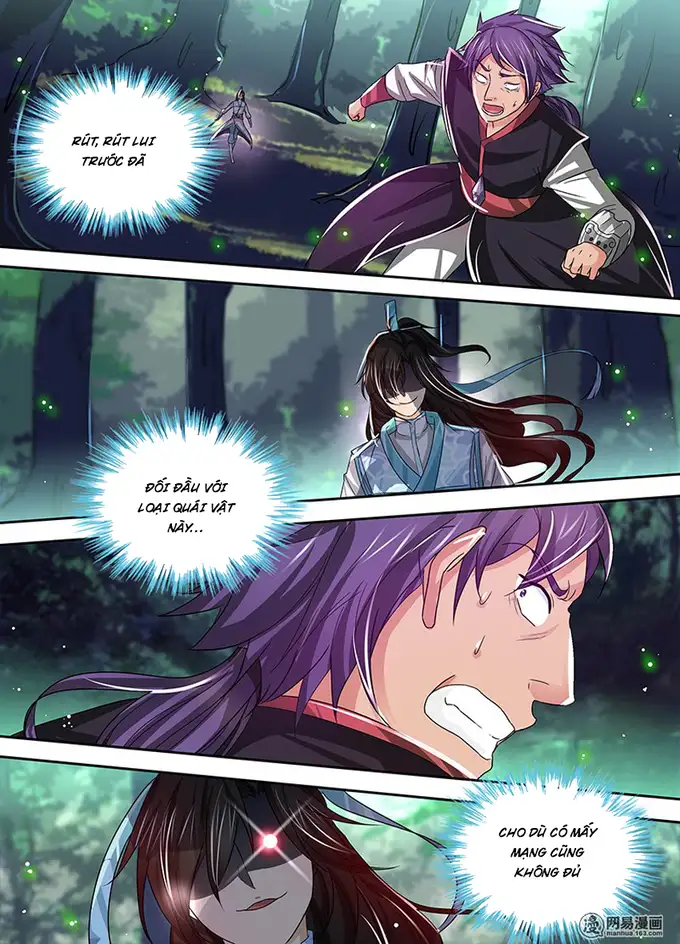 RÚT, RÚT LUI
TRƯỚC ĐÃ
ĐỐI ĐẦU VỚI
LOẠI QUÁI VẬT
NÀY...
CHO DÙ CÓ MẤY
MẠNG CŨNG
KHÔNG ĐỦ
网易漫画
manhua.163.com